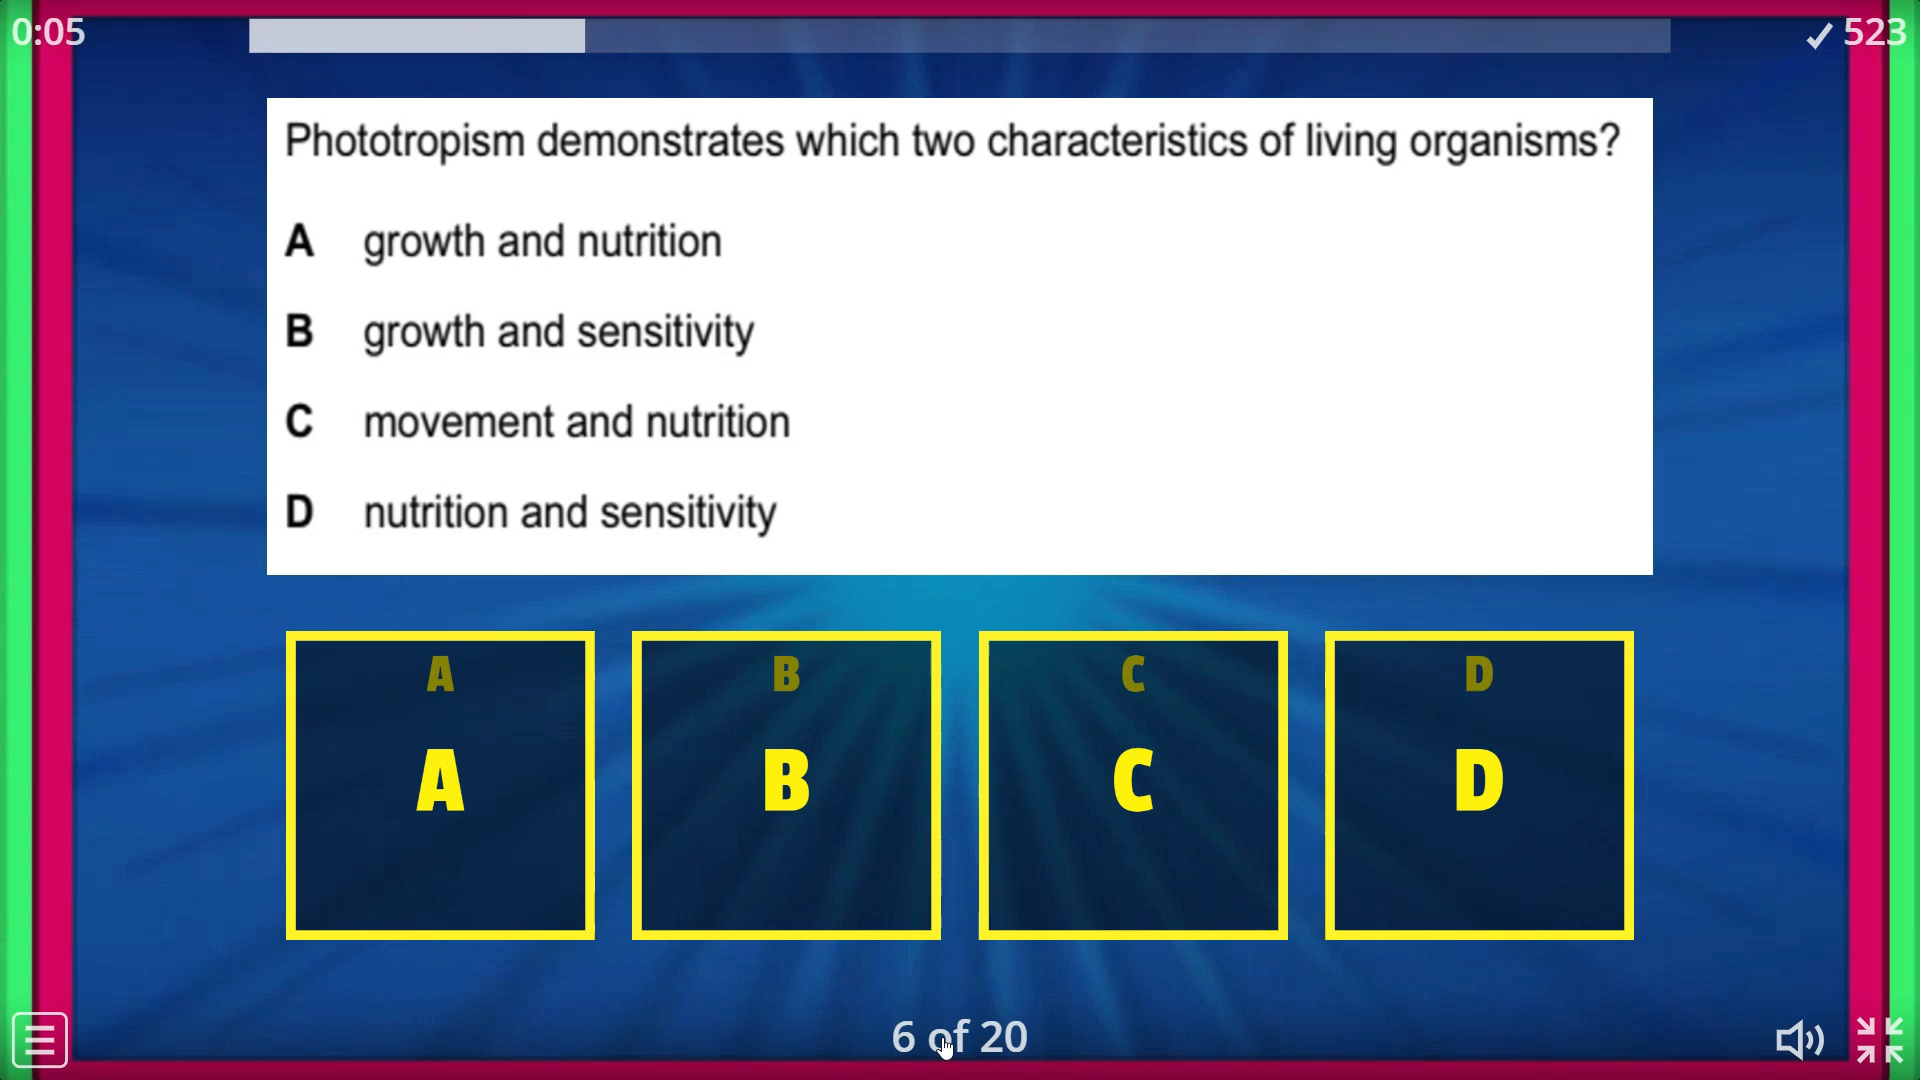 0:05
✓ 523
Phototropism demonstrates which two characteristics of living organisms?
A growth and nutrition
B growth and sensitivity
C movement and nutrition
D nutrition and sensitivity
A B C D
A B C D
6 of 20